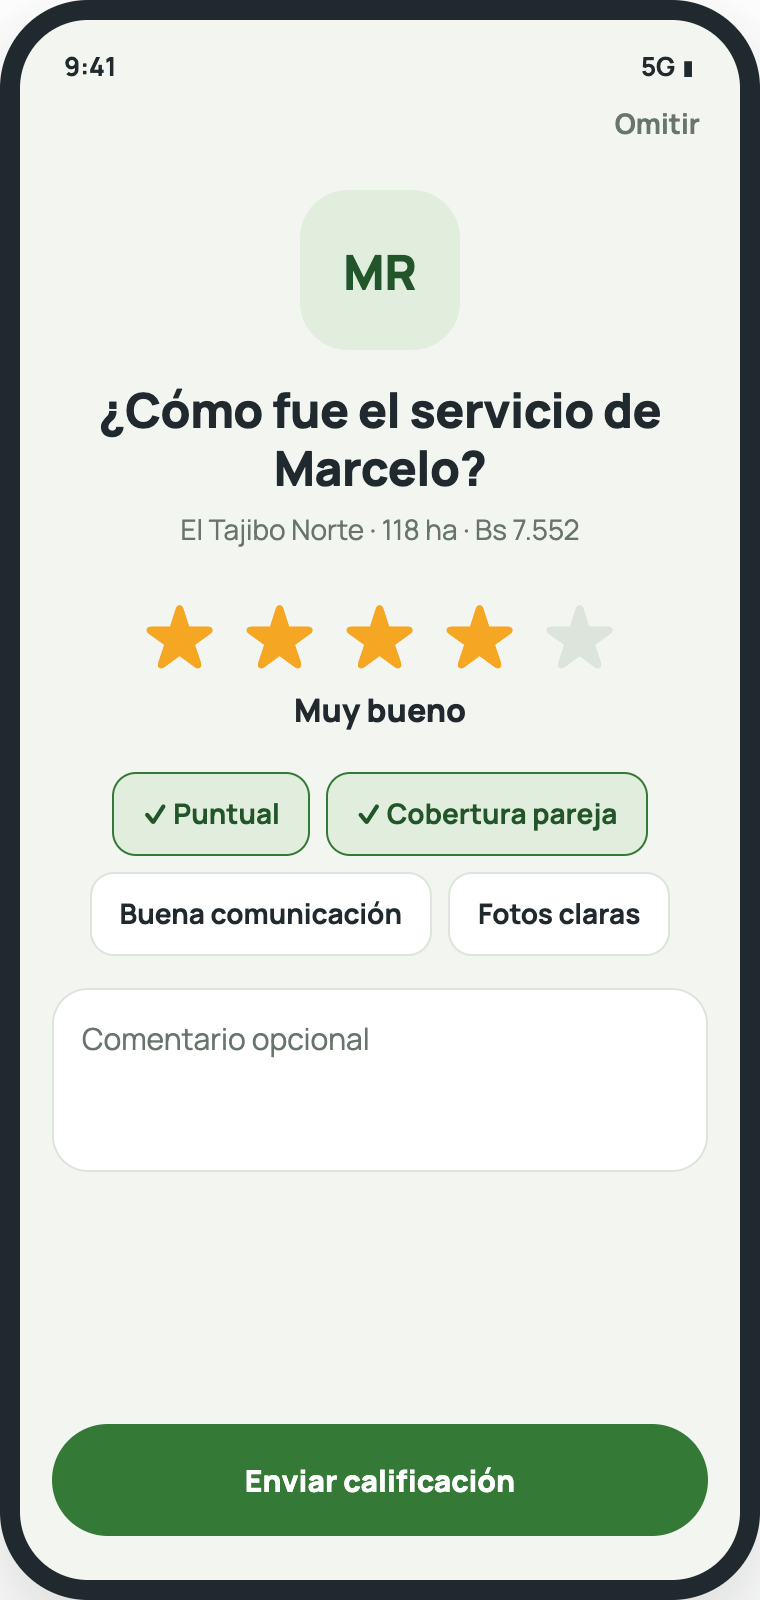 9:41
5G
Omitir
MR
¿Cómo fue el servicio de
Marcelo?
El Tajibo Norte · 118 ha · Bs 7.552
Muy bueno
✓ Puntual
✓ Cobertura pareja
Buena comunicación
Fotos claras
Comentario opcional
Enviar calificación